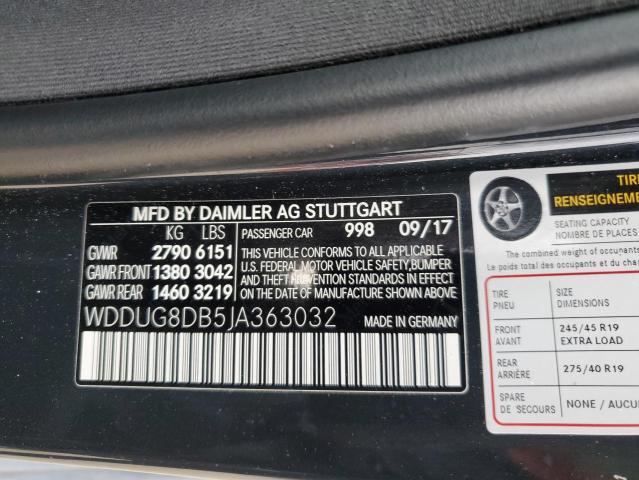 MFD BY DAIMLER AG STUTTGART
KG LBS
GVWR 2790 6151
GAWR FRONT 1380 3042
GAWR REAR 1460 3219
PASSENGER CAR 998 09/17
THIS VEHICLE CONFORMS TO ALL APPLICABLE
U.S. FEDERAL MOTOR VEHICLE SAFETY, BUMPER
AND THEFT PREVENTION STANDARDS IN EFFECT
ON THE DATE OF MANUFACTURE SHOWN ABOVE.
WDDUG8DB5JA363032 MADE IN GERMANY
TIRE
RENSEIGNEMENT
SEATING CAPACITY
NOMBRE DE PLACES
The combined weight of occupants and c
Le poids total des occupants et du char
TIRE
PNEU
SIZE
DIMENSIONS
FRONT
AVANT
245/45 R19
EXTRA LOAD
REAR
ARRIÈRE
275/40 R19
SPARE
DE SECOURS
NONE / AUCU